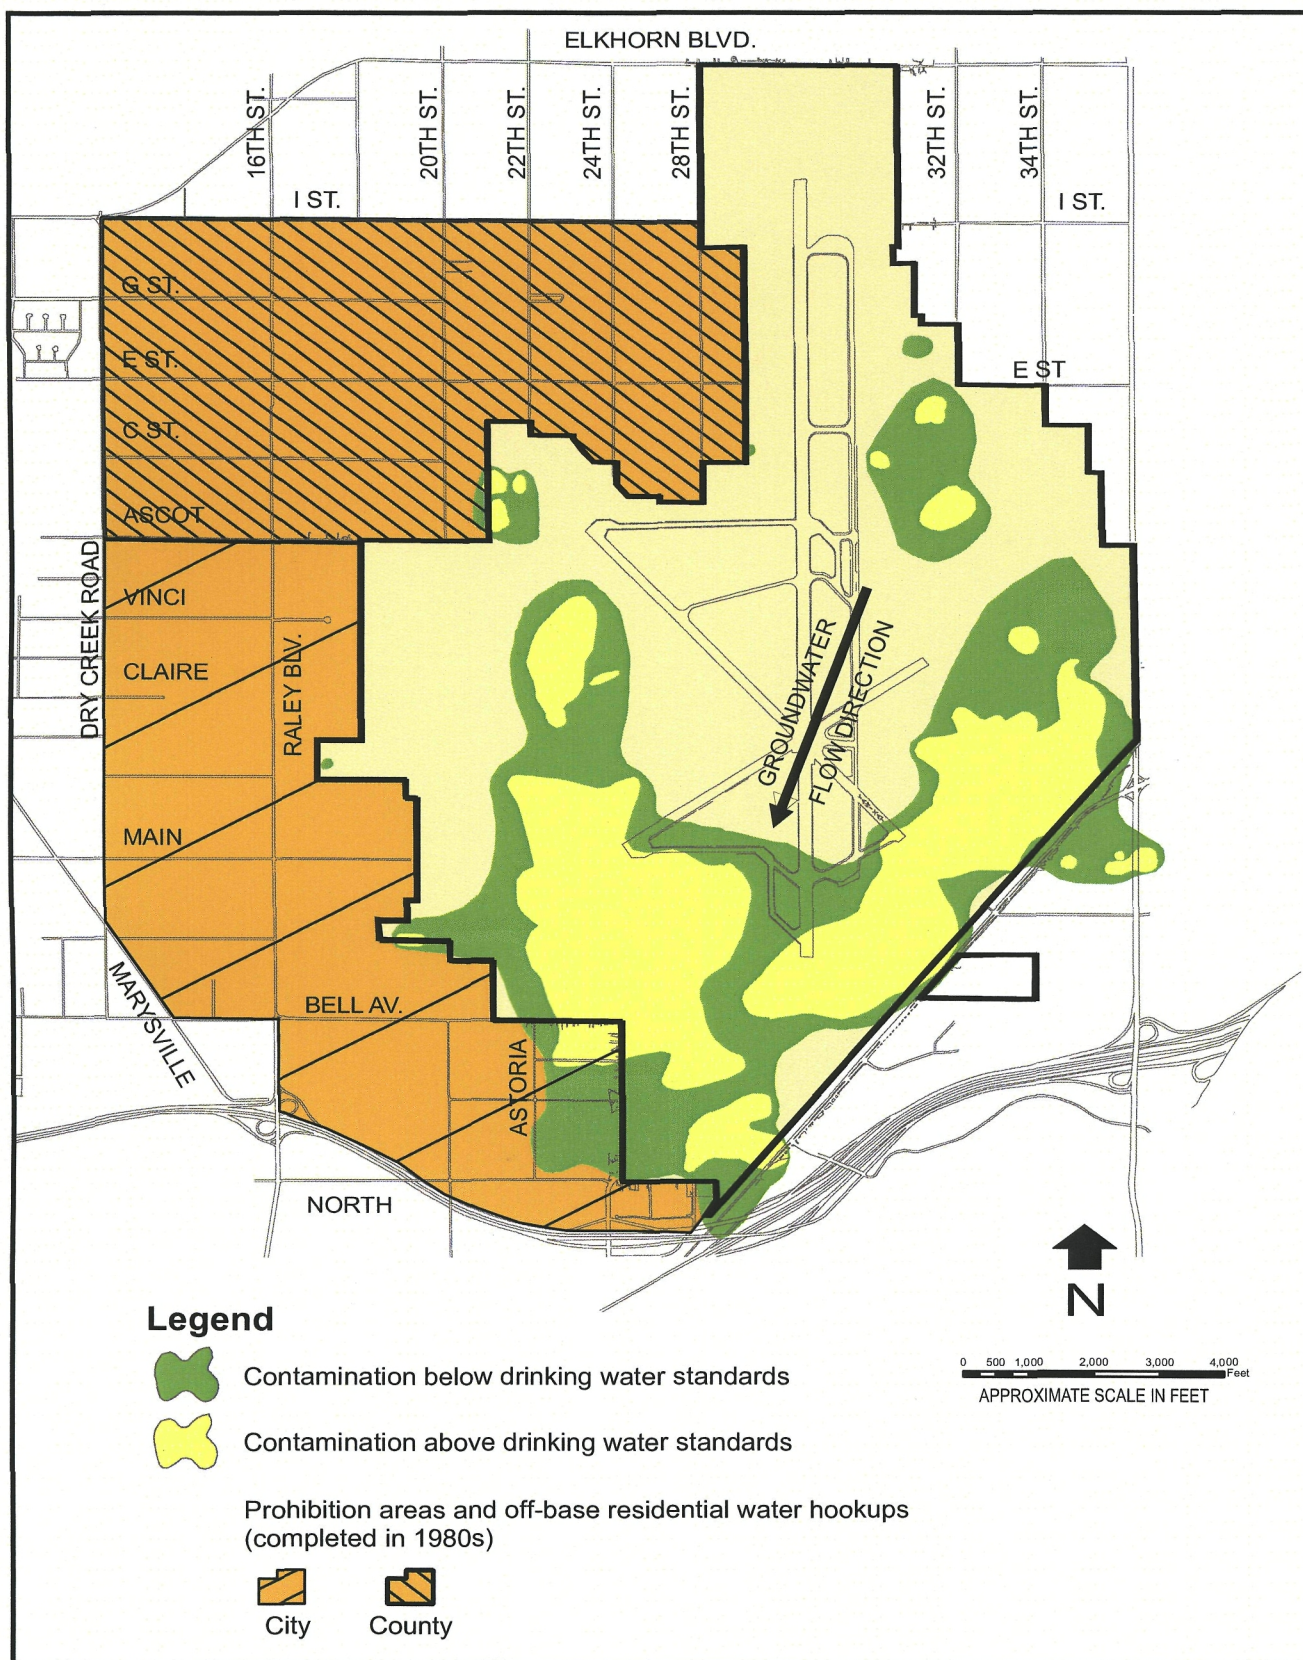 ELKHORN BLVD.
16TH ST.
20TH ST.
22TH ST.
24TH ST.
28TH ST.
32TH ST.
34TH ST.
I ST.
I ST.
G ST.
E ST.
E ST
C ST.
ASCOT
DRY CREEK ROAD
VINCI
CLAIRE
RALEY BLV.
GROUNDWATER
FLOW DIRECTION
MAIN
MARYSVILLE
BELL AV.
ASTORIA
NORTH
N
Legend
Contamination below drinking water standards
Contamination above drinking water standards
Prohibition areas and off-base residential water hookups
(completed in 1980s)
City
County
0 500 1,000 2,000 3,000 4,000
Feet
APPROXIMATE SCALE IN FEET